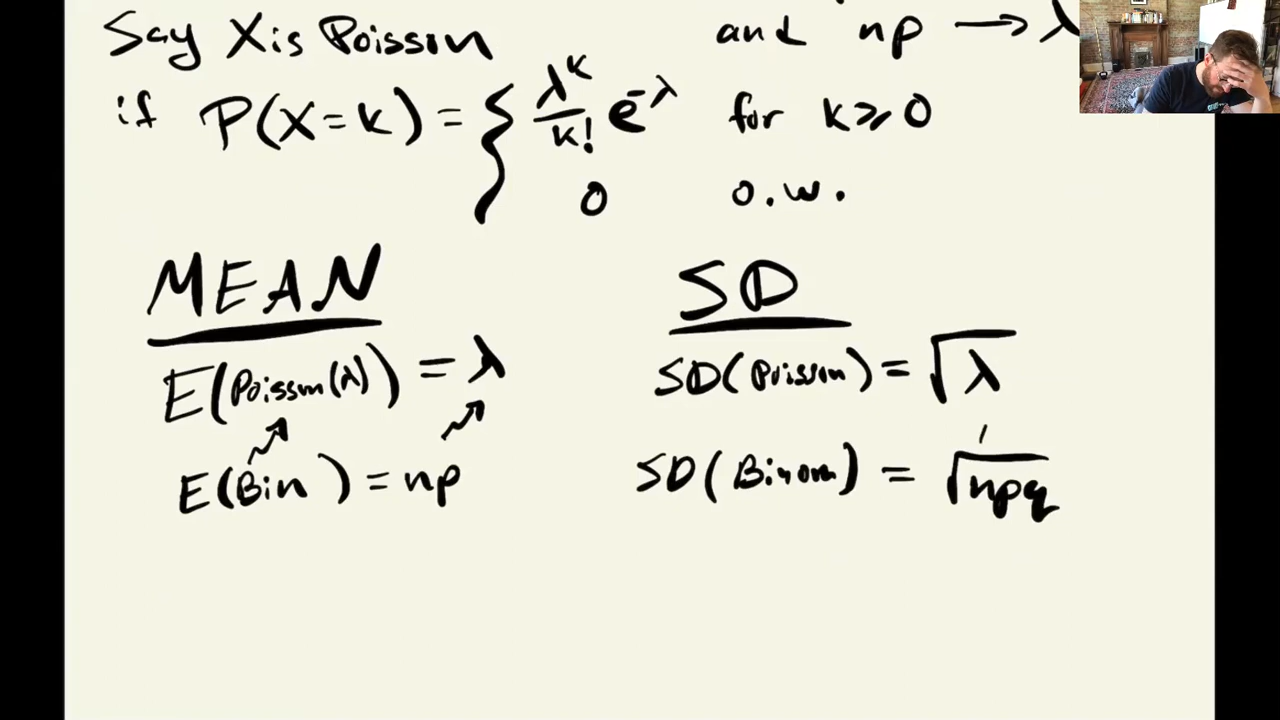 Say X is Poisson and np → λ
if P(X=k) = { λ^k/k! e^-λ for k ≥ 0
0 o.w.
MEAN SD
E(Poisson(λ)) = λ SD(Poisson) = √λ
E(Bin ) = np SD(Binom) = √npq